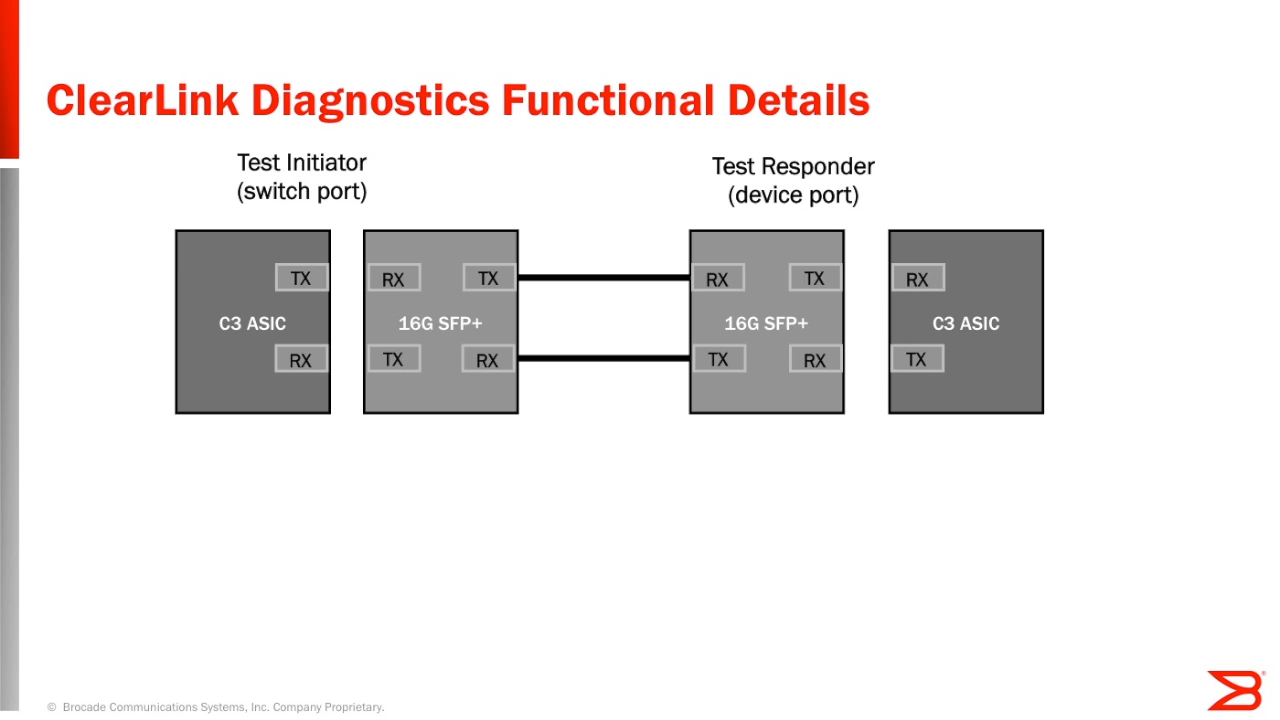 ClearLink Diagnostics Functional Details
Test Initiator
(switch port)
Test Responder
(device port)
TX
RX
TX
RX
TX
RX
C3 ASIC
16G SFP+
16G SFP+
C3 ASIC
RX
TX
RX
TX
RX
TX
© Brocade Communications Systems, Inc. Company Proprietary.